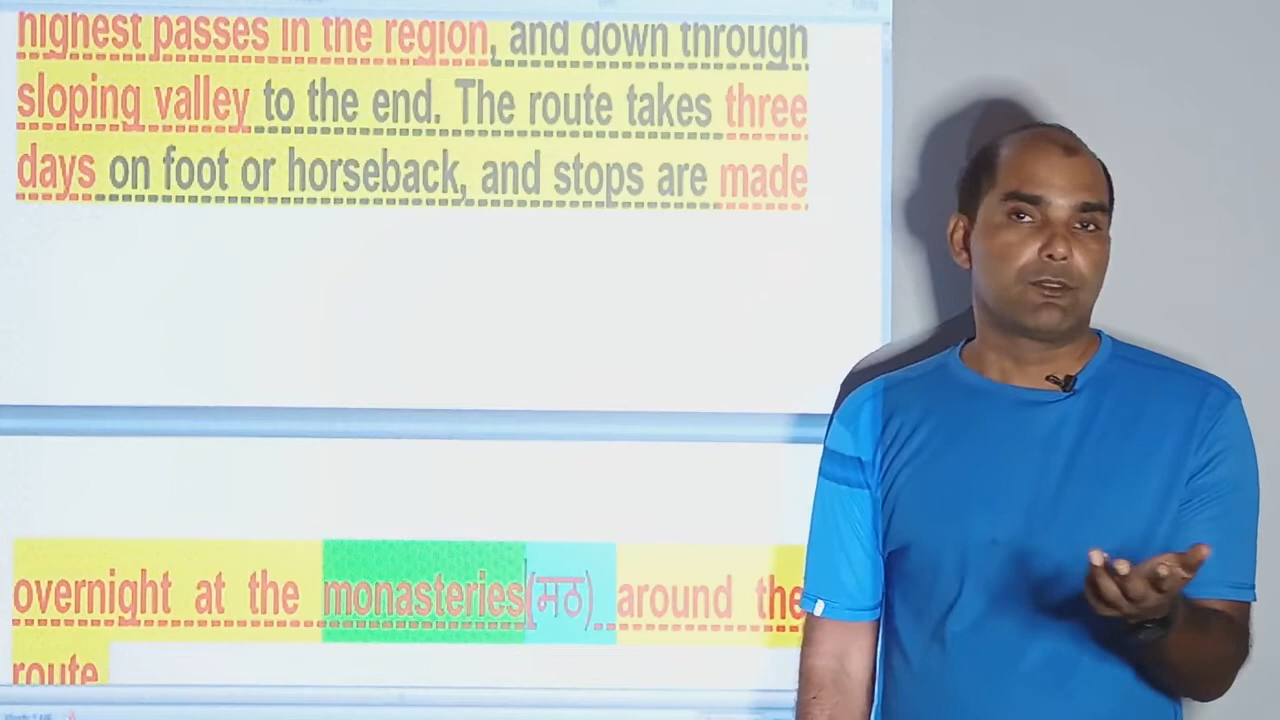 highest passes in the region, and down through
sloping valley to the end. The route takes three
days on foot or horseback, and stops are made
overnight at the monasteries(ਮਠ) around the
route